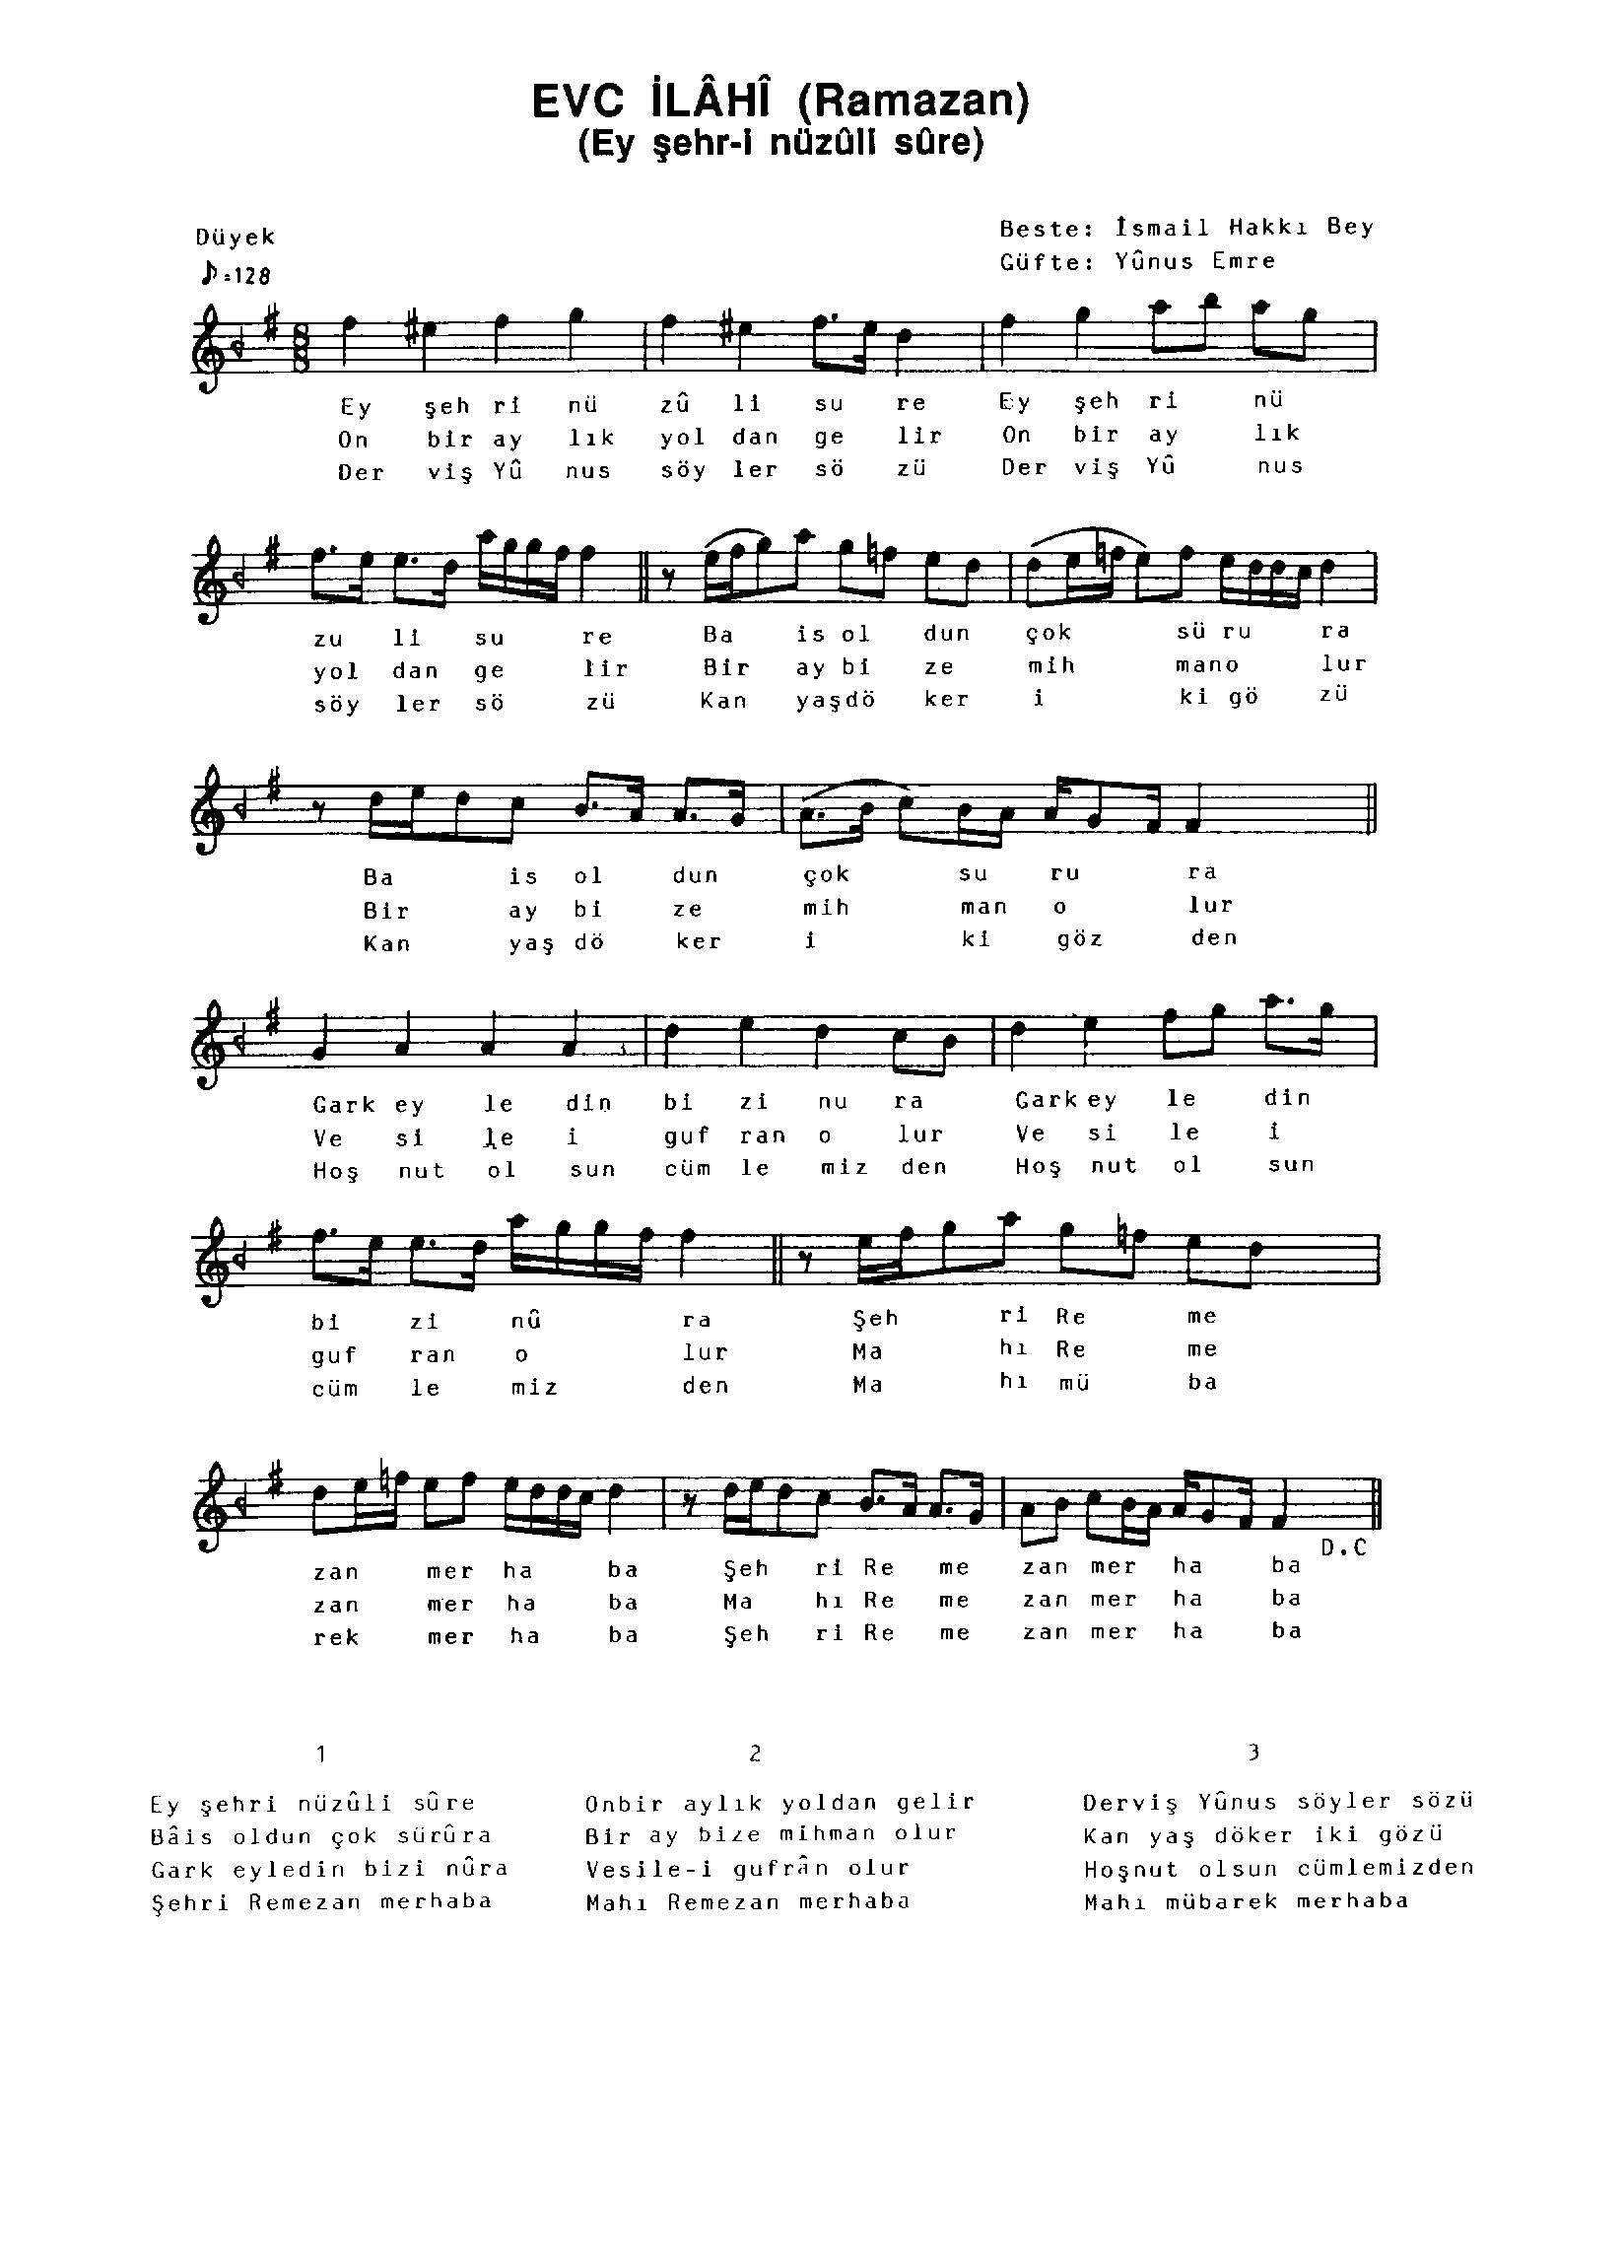 EVC İLÂHÎ (Ramazan)
(Ey şehr-i nüzûli sûre)
Düyek
♪=128
Beste: İsmail Hakkı Bey
Güfte: Yûnus Emre
Ey şeh ri nü zû li su re Ey şeh ri nü
On bir ay lık yol dan ge lir On bir ay lık
Der viş Yû nus söy ler sö zü Der viş Yû nus
zu li su re Ba is ol dun çok sü ru ra
yol dan ge lir Bir ay bi ze mih mano lur
söy ler sö zü Kan yaşdö ker i ki gö zü
Ba is ol dun çok su ru ra
Bir ay bi ze mih man o lur
Kan yaş dö ker i ki göz den
Gark ey le din bi zi nu ra Gark ey le din
Ve si le i guf ran o lur Ve si le i
Hoş nut ol sun cüm le miz den Hoş nut ol sun
bi zi nû ra Şeh ri Re me
guf ran o lur Ma hı Re me
cüm le miz den Ma hı mü ba
D.C
zan mer ha ba Şeh ri Re me zan mer ha ba
zan mer ha ba Ma hı Re me zan mer ha ba
rek mer ha ba Şeh ri Re me zan mer ha ba
1
Ey şehri nüzûli sûre
Bâis oldun çok sürûra
Gark eyledin bizi nûra
Şehri Remezan merhaba
2
Onbir aylık yoldan gelir
Bir ay bize mihman olur
Vesile-i gufrân olur
Mahı Remezan merhaba
3
Derviş Yûnus söyler sözü
Kan yaş döker iki gözü
Hoşnut olsun cümlemizden
Mahı mübarek merhaba